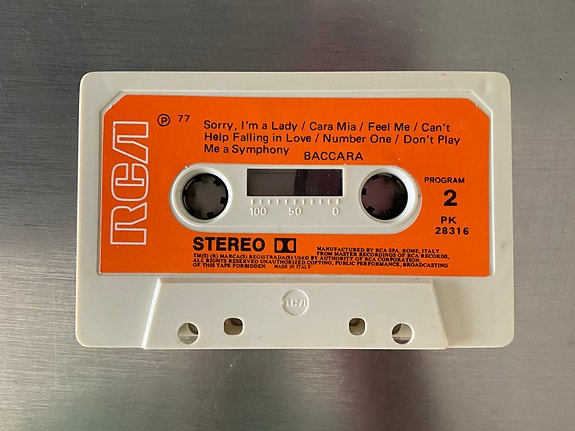 RCA
Ⓟ 77
Sorry, I'm a Lady / Cara Mia / Feel Me / Can't
Help Falling in Love / Number One / Don't Play
Me a Symphony
BACCARA
PROGRAM
2
PK
28316
100 50 0
STEREO
MANUFACTURED BY RCA SPA, ROME, ITALY
FROM MASTER RECORDINGS OF RCA RECORDS.
TM(S) (R) MARCA(S) REGISTRADA(S) USED BY AUTHORITY OF RCA CORPORATION
ALL RIGHTS RESERVED UNAUTHORIZED COPYING, PUBLIC PERFORMANCE, BROADCASTING
OF THIS TAPE FORBIDDEN. MADE IN ITALY
RCA